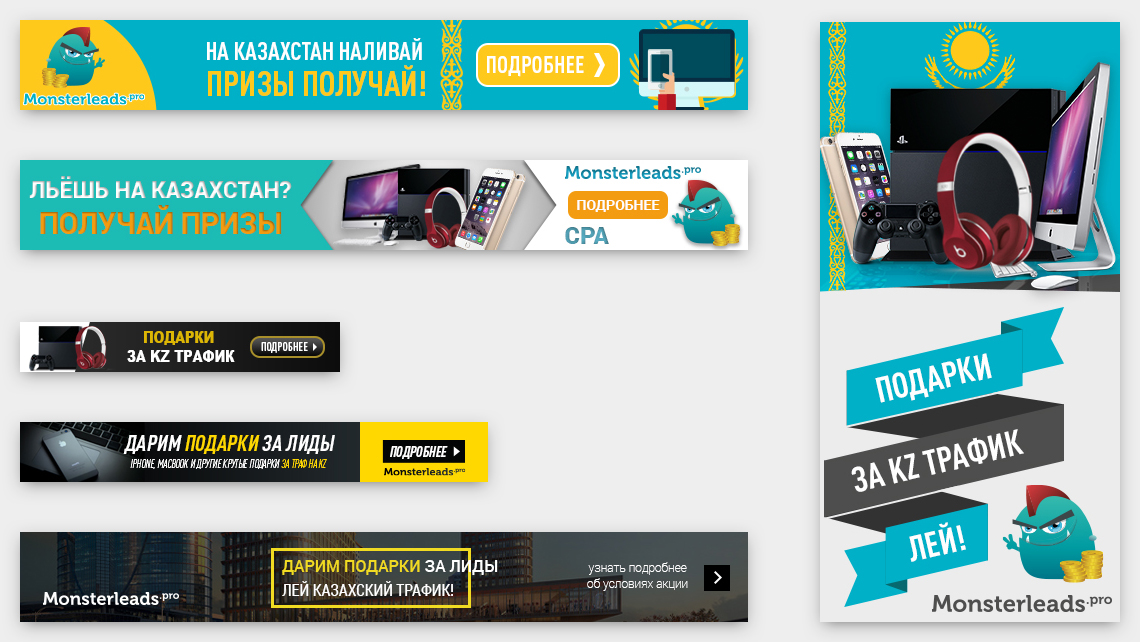 НА КАЗАХСТАН НАЛИВАЙ
ПРИЗЫ ПОЛУЧАЙ!
ПОДРОБНЕЕ
Monsterleads.pro
ЛЬЁШЬ НА КАЗАХСТАН?
ПОЛУЧАЙ ПРИЗЫ
Monsterleads.pro
ПОДРОБНЕЕ
CPA
ПОДАРКИ
ЗА KZ ТРАФИК
ПОДРОБНЕЕ
ДАРИМ ПОДАРКИ ЗА ЛИДЫ
IPHONE, MACBOOK И ДРУГИЕ КРУТЫЕ ПОДАРКИ ЗА ТРАФ НА KZ
ПОДРОБНЕЕ
Monsterleads.pro
Monsterleads.pro
ДАРИМ ПОДАРКИ ЗА ЛИДЫ
ЛЕЙ КАЗАХСКИЙ ТРАФИК!
узнать подробнее
об условиях акции
ПОДАРКИ
ЗА KZ ТРАФИК
ЛЕЙ!
Monsterleads.pro